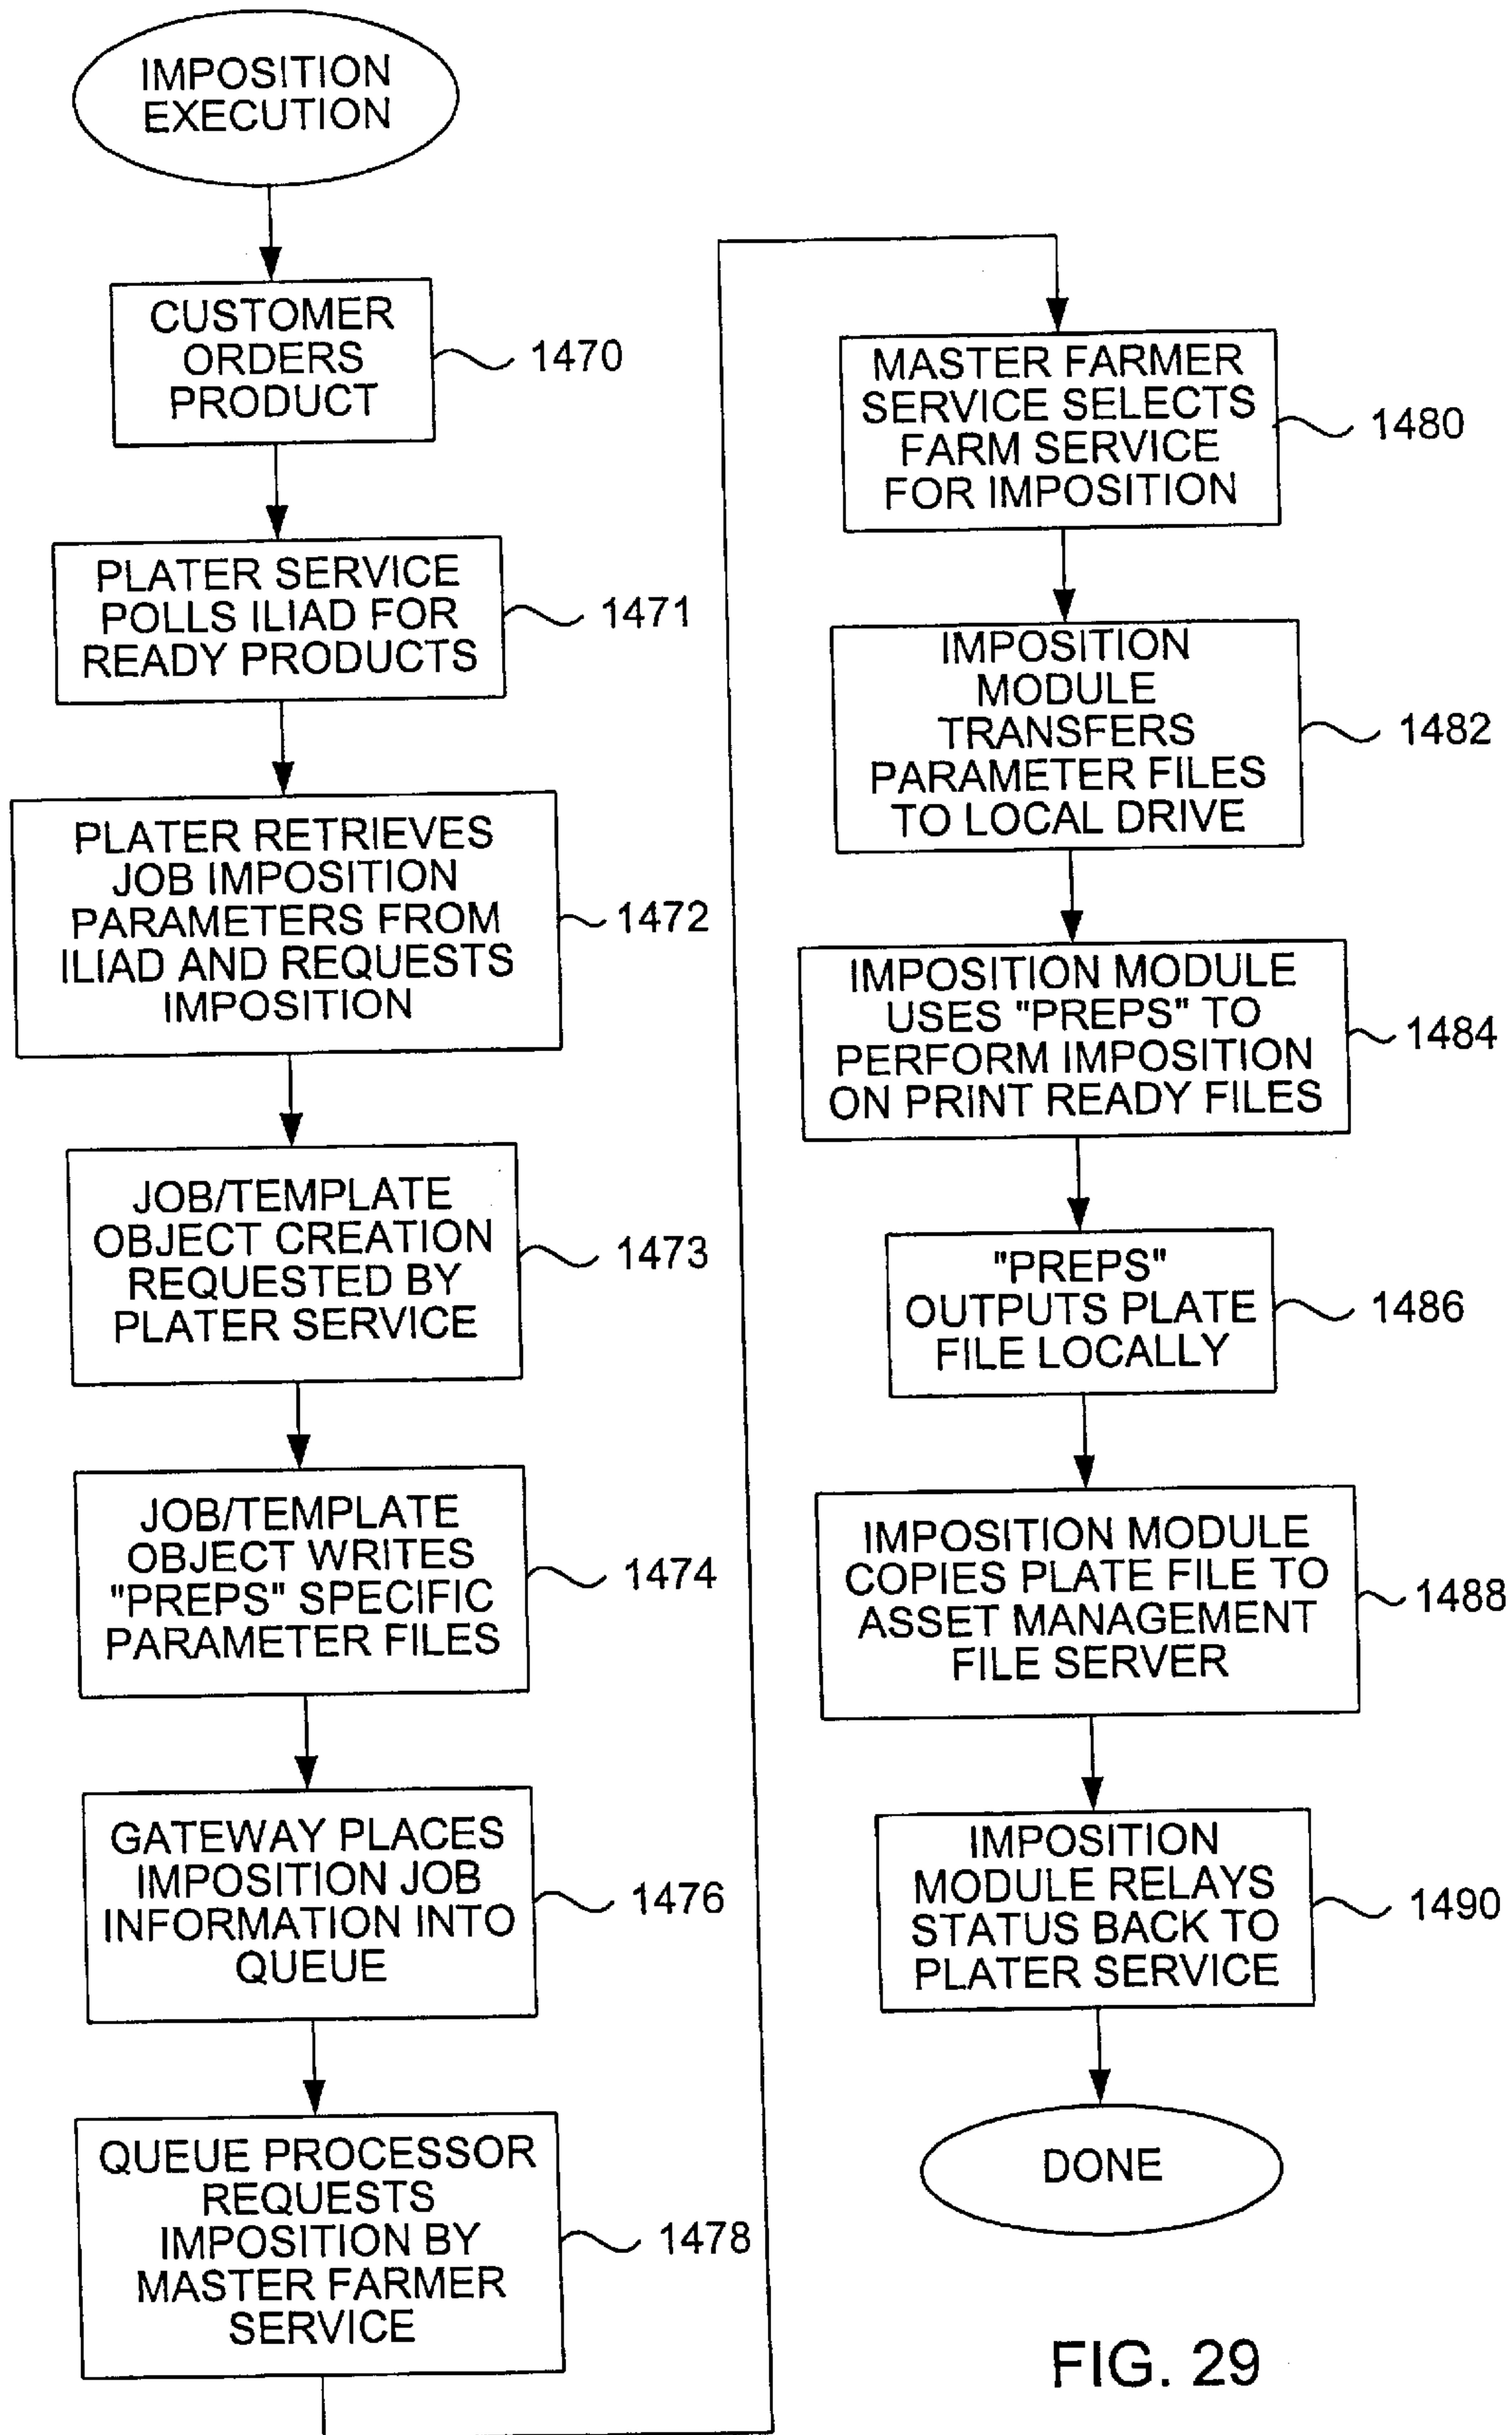 IMPOSITION
EXECUTION
CUSTOMER
ORDERS
PRODUCT
1470
PLATER SERVICE
POLLS ILIAD FOR
READY PRODUCTS
1471
PLATER RETRIEVES
JOB IMPOSITION
PARAMETERS FROM
ILIAD AND REQUESTS
IMPOSITION
1472
JOB/TEMPLATE
OBJECT CREATION
REQUESTED BY
PLATER SERVICE
1473
JOB/TEMPLATE
OBJECT WRITES
"PREPS" SPECIFIC
PARAMETER FILES
1474
GATEWAY PLACES
IMPOSITION JOB
INFORMATION INTO
QUEUE
1476
QUEUE PROCESSOR
REQUESTS
IMPOSITION BY
MASTER FARMER
SERVICE
1478
MASTER FARMER
SERVICE SELECTS
FARM SERVICE
FOR IMPOSITION
1480
IMPOSITION
MODULE
TRANSFERS
PARAMETER FILES
TO LOCAL DRIVE
1482
IMPOSITION MODULE
USES "PREPS" TO
PERFORM IMPOSITION
ON PRINT READY FILES
1484
"PREPS"
OUTPUTS PLATE
FILE LOCALLY
1486
IMPOSITION MODULE
COPIES PLATE FILE TO
ASSET MANAGEMENT
FILE SERVER
1488
IMPOSITION
MODULE RELAYS
STATUS BACK TO
PLATER SERVICE
1490
DONE
FIG. 29